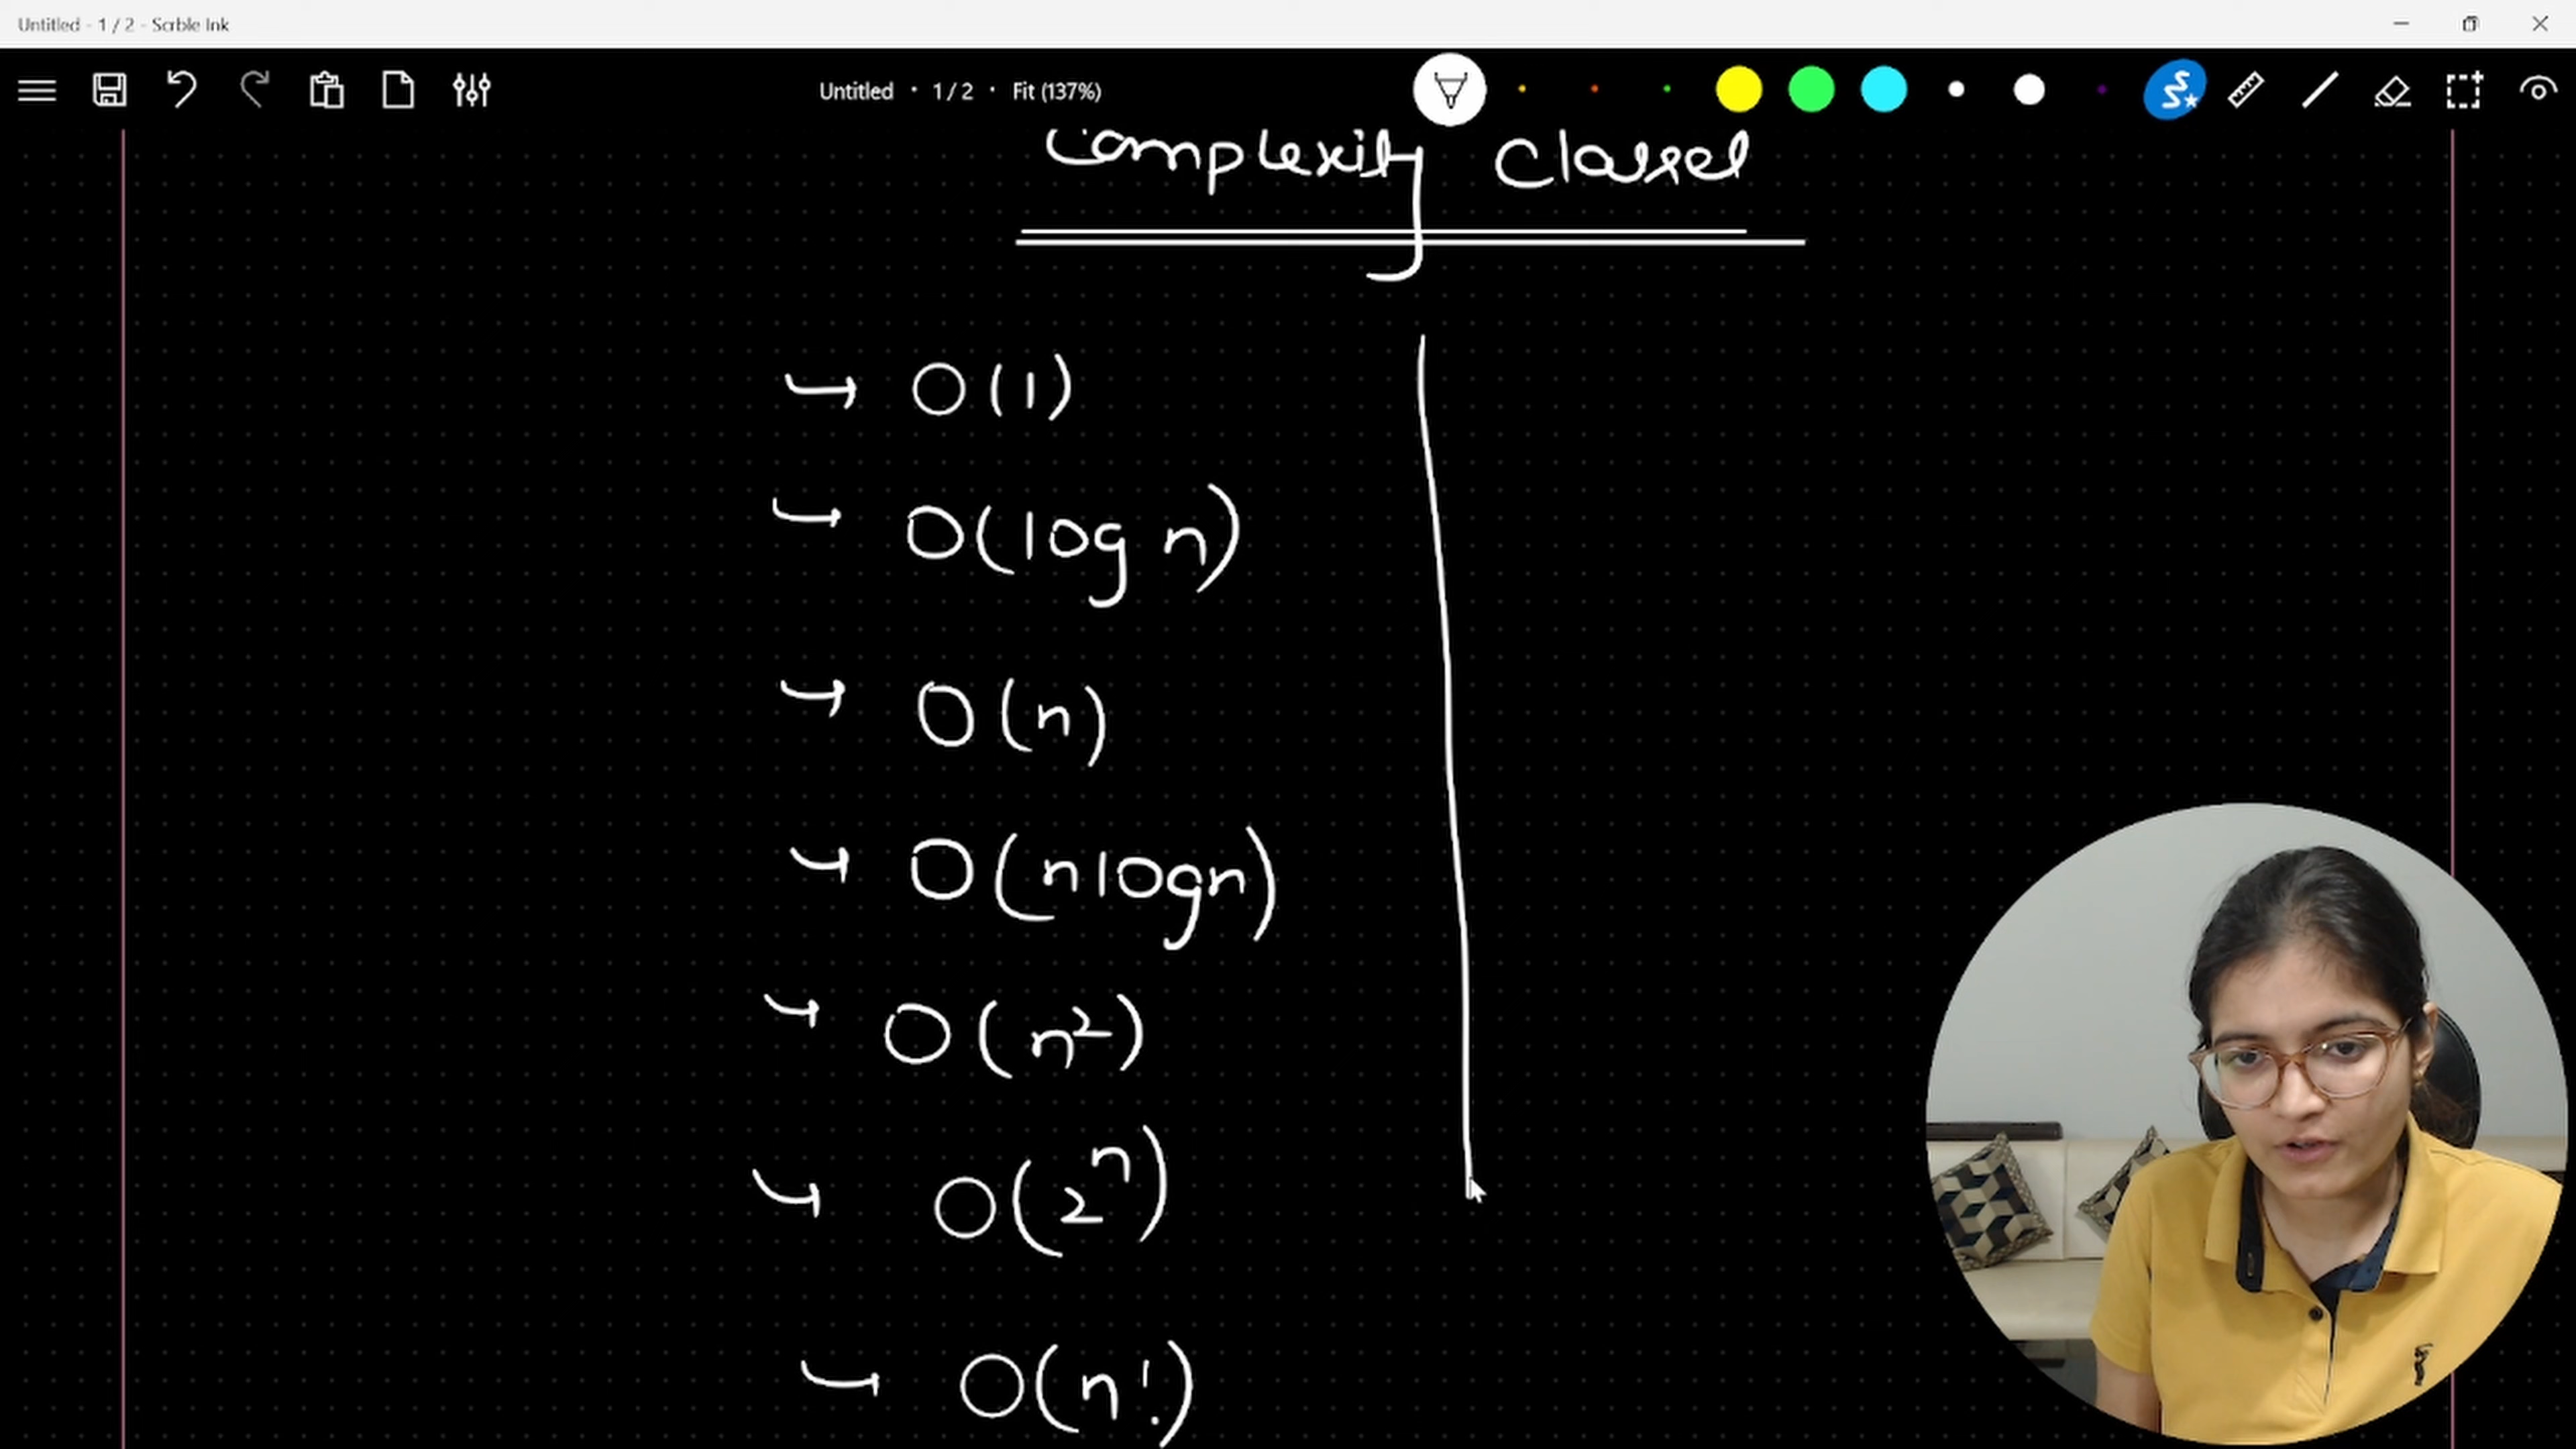 Untitled - 1 / 2 - Scrble Ink
Untitled • 1 / 2 • Fit (137%)
Complexity Classes
↪ O(1)
↪ O(log n)
↪ O(n)
↪ O(nlogn)
↪ O(n²)
↪ O(2ⁿ)
↪ O(n!)